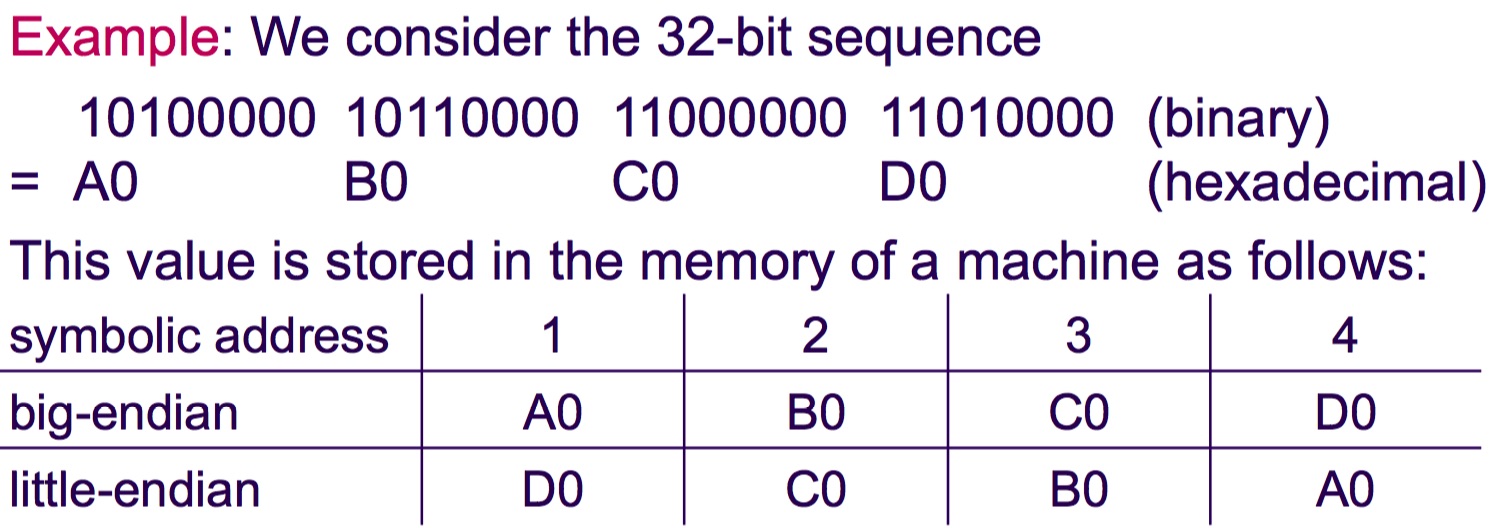 Example: We consider the 32-bit sequence
10100000 10110000 11000000 11010000 (binary)
= A0 B0 C0 D0 (hexadecimal)
This value is stored in the memory of a machine as follows:
symbolic address 1 2 3 4
big-endian A0 B0 C0 D0
little-endian D0 C0 B0 A0